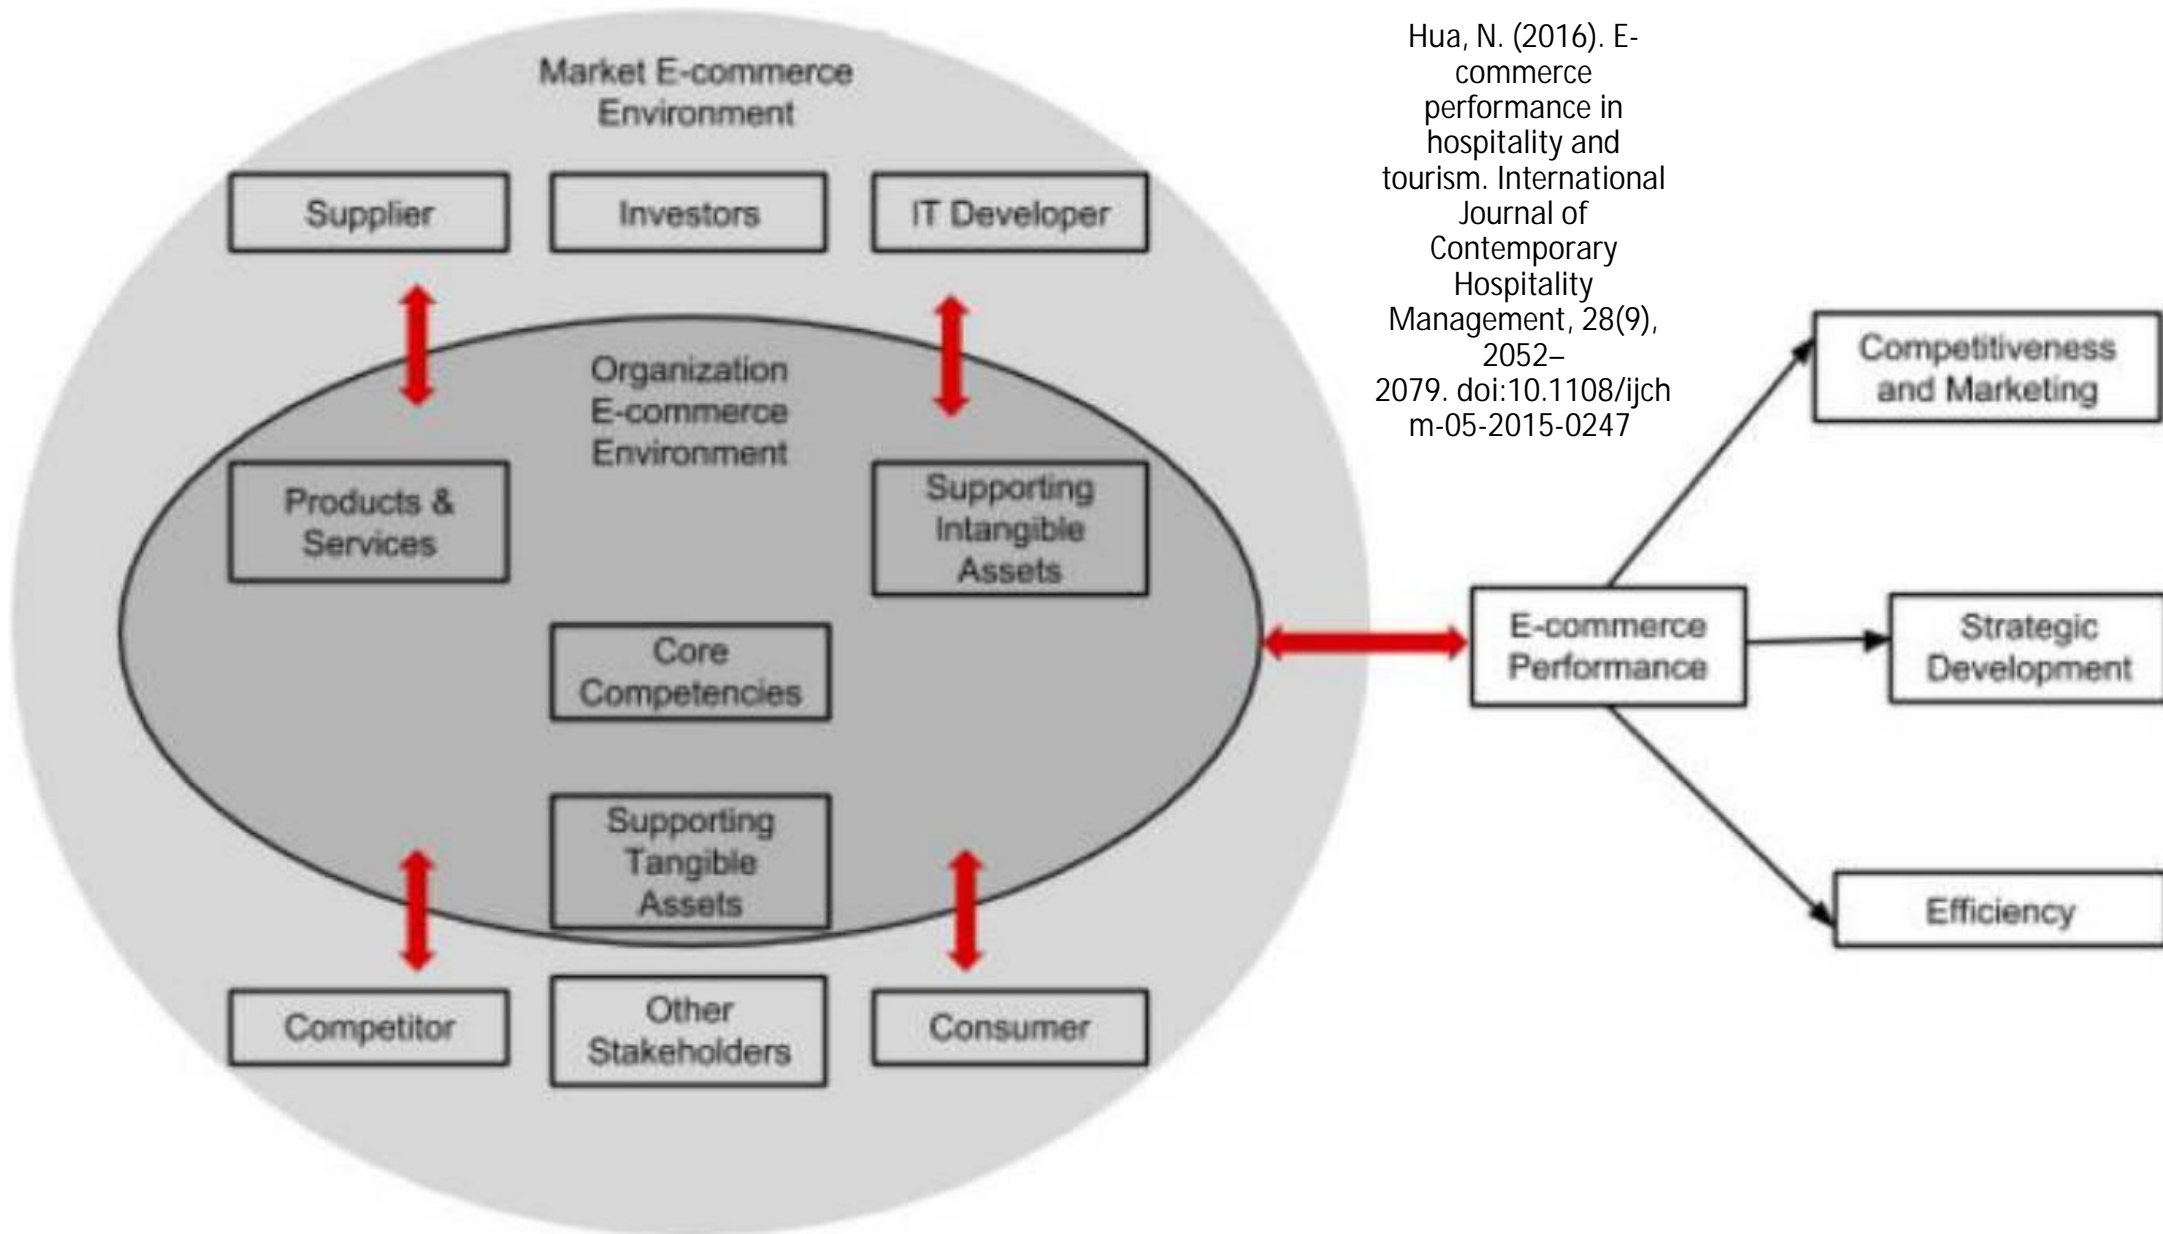 Market E-commerce
Environment
Supplier
Investors
IT Developer
Organization
E-commerce
Environment
Products &
Services
Supporting
Intangible
Assets
Core
Competencies
Supporting
Tangible
Assets
Competitor
Other
Stakeholders
Consumer
Hua, N. (2016). E-
commerce
performance in
hospitality and
tourism. International
Journal of
Contemporary
Hospitality
Management, 28(9),
2052–
2079. doi:10.1108/ijch
m-05-2015-0247
E-commerce
Performance
Competitiveness
and Marketing
Strategic
Development
Efficiency